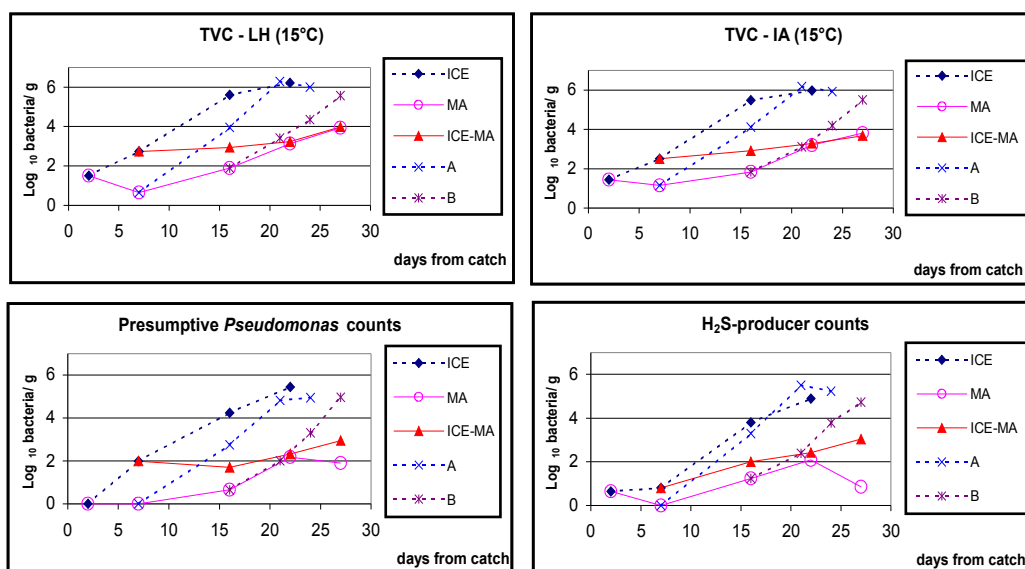 TVC - LH (15°C)
Log 10 bacteria/ g
6
4
2
0
0 5 10 15 20 25 30
days from catch
ICE
MA
ICE-MA
A
B
TVC - IA (15°C)
Log 10 bacteria/ g
6
4
2
0
0 5 10 15 20 25 30
days from catch
ICE
MA
ICE-MA
A
B
Presumptive Pseudomonas counts
Log 10 bacteria/ g
6
4
2
0
0 5 10 15 20 25 30
days from catch
ICE
MA
ICE-MA
A
B
H₂S-producer counts
Log 10 bacteria/ g
6
4
2
0
0 5 10 15 20 25 30
days from catch
ICE
MA
ICE-MA
A
B